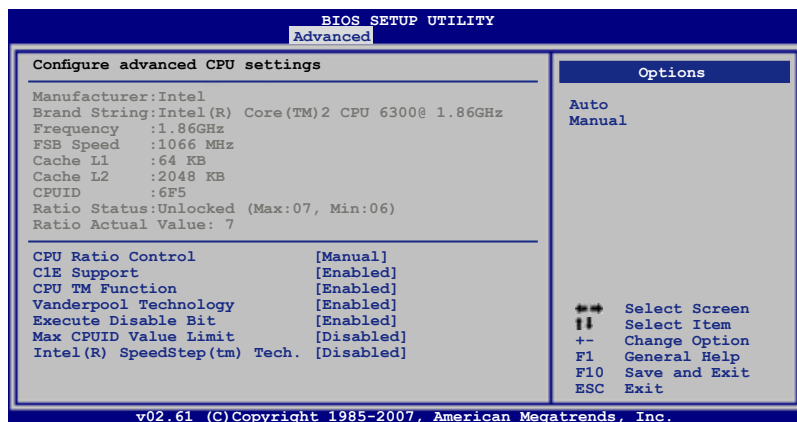 BIOS SETUP UTILITY
Advanced
Configure advanced CPU settings
Manufacturer:Intel
Brand String:Intel(R) Core(TM)2 CPU 6300@ 1.86GHz
Frequency :1.86GHz
FSB Speed :1066 MHz
Cache L1 :64 KB
Cache L2 :2048 KB
CPUID :6F5
Ratio Status:Unlocked (Max:07, Min:06)
Ratio Actual Value: 7
CPU Ratio Control [Manual]
C1E Support [Enabled]
CPU TM Function [Enabled]
Vanderpool Technology [Enabled]
Execute Disable Bit [Enabled]
Max CPUID Value Limit [Disabled]
Intel(R) SpeedStep(tm) Tech. [Disabled]
Options
Auto
Manual
←→ Select Screen
↑↓ Select Item
+- Change Option
F1 General Help
F10 Save and Exit
ESC Exit
v02.61 (C)Copyright 1985-2007, American Megatrends, Inc.